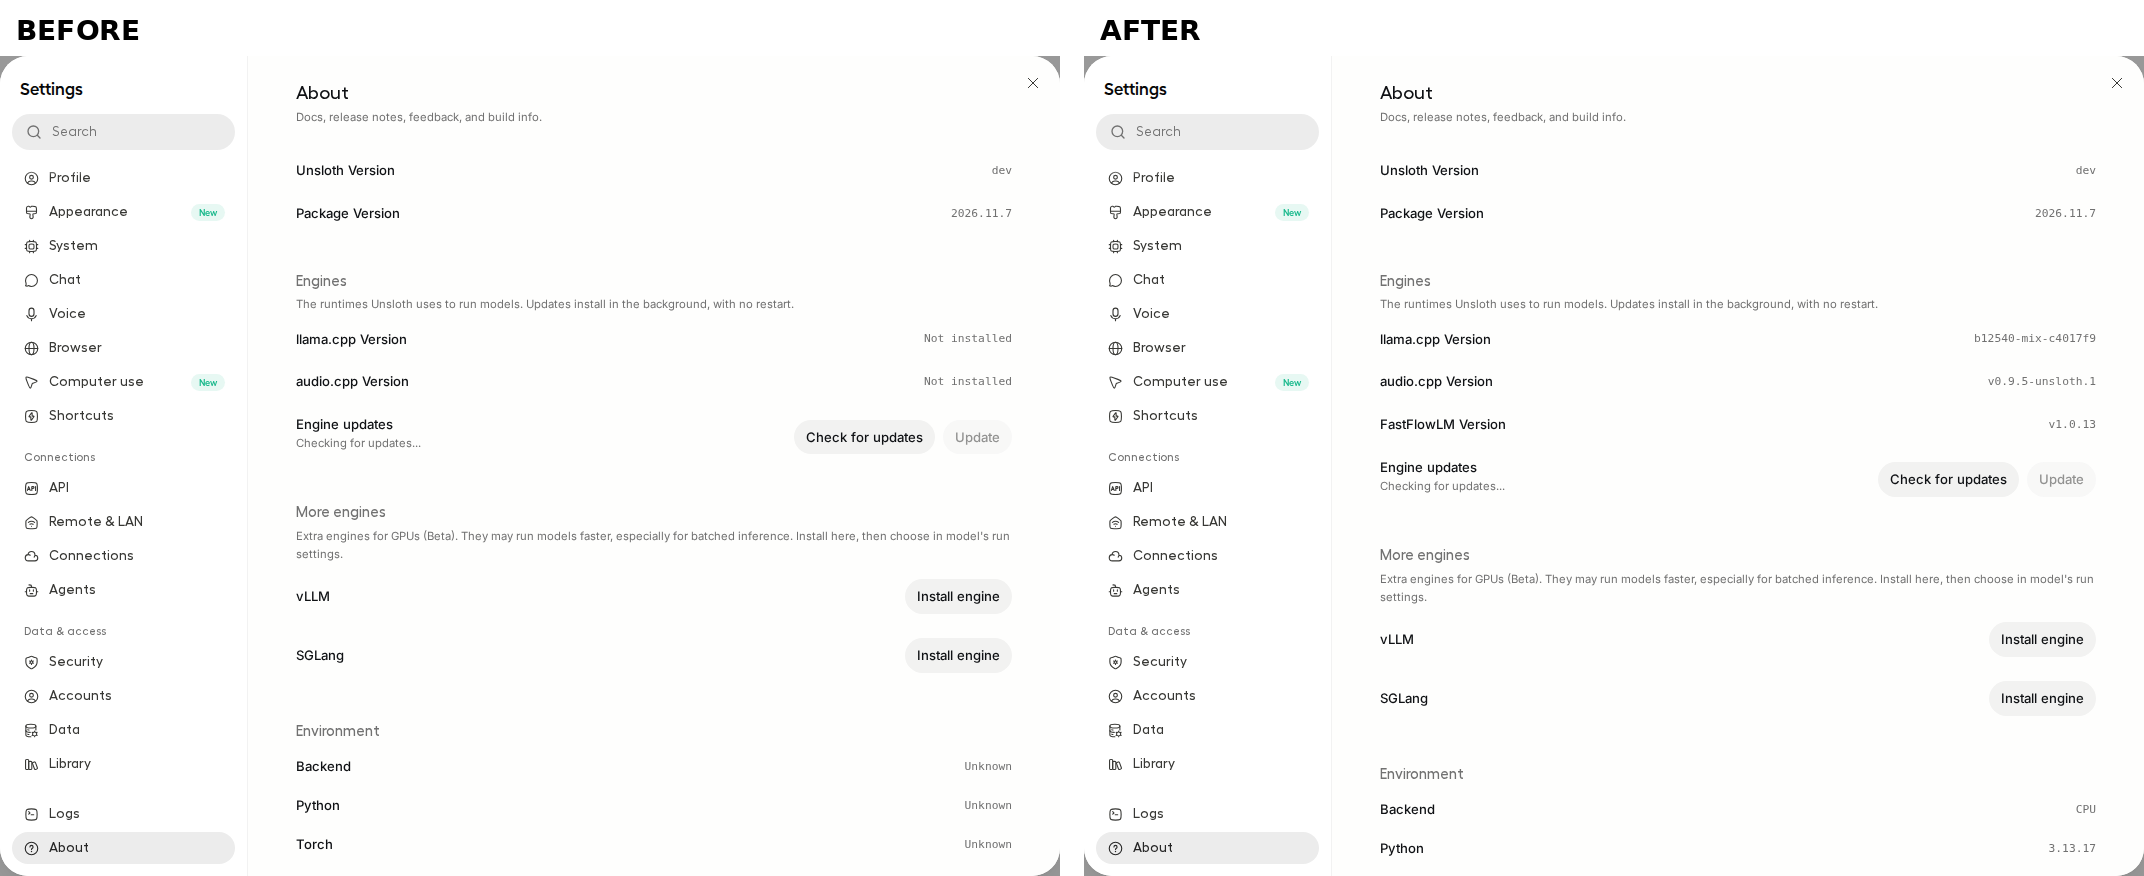 BEFORE
Settings
Search
Profile
Appearance New
System
Chat
Voice
Browser
Computer use New
Shortcuts
Connections
API
Remote & LAN
Connections
Agents
Data & access
Security
Accounts
Data
Library
Logs
About
About
Docs, release notes, feedback, and build info.
Unsloth Version dev
Package Version 2026.11.7
Engines
The runtimes Unsloth uses to run models. Updates install in the background, with no restart.
llama.cpp Version Not installed
audio.cpp Version Not installed
Engine updates
Checking for updates...
Check for updates Update
More engines
Extra engines for GPUs (Beta). They may run models faster, especially for batched inference. Install here, then choose in model's run
settings.
vLLM Install engine
SGLang Install engine
Environment
Backend Unknown
Python Unknown
Torch Unknown
AFTER
Settings
Search
Profile
Appearance New
System
Chat
Voice
Browser
Computer use New
Shortcuts
Connections
API
Remote & LAN
Connections
Agents
Data & access
Security
Accounts
Data
Library
Logs
About
About
Docs, release notes, feedback, and build info.
Unsloth Version dev
Package Version 2026.11.7
Engines
The runtimes Unsloth uses to run models. Updates install in the background, with no restart.
llama.cpp Version b12540-mix-c4017f9
audio.cpp Version v0.9.5-unsloth.1
FastFlowLM Version v1.0.13
Engine updates
Checking for updates...
Check for updates Update
More engines
Extra engines for GPUs (Beta). They may run models faster, especially for batched inference. Install here, then choose in model's run
settings.
vLLM Install engine
SGLang Install engine
Environment
Backend CPU
Python 3.13.17